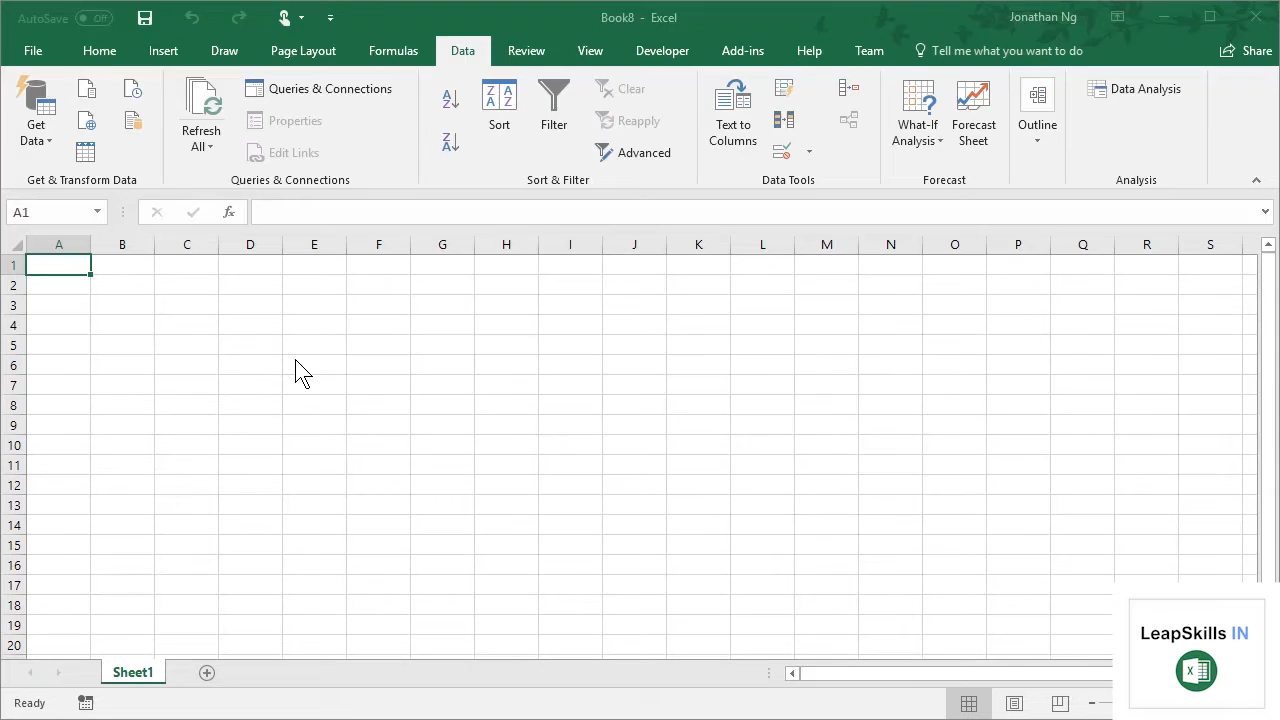 AutoSave Off Book8 - Excel Jonathan Ng
File Home Insert Draw Page Layout Formulas Data Review View Developer Add-ins Help Team Tell me what you want to do Share
Get Data
Refresh All
Queries & Connections
Properties
Edit Links
Sort
Filter
Clear
Reapply
Advanced
Text to Columns
What-If Analysis
Forecast Sheet
Outline
Data Analysis
Get & Transform Data Queries & Connections Sort & Filter Data Tools Forecast Analysis
A1 fx
A B C D E F G H I J K L M N O P Q R S
1
2
3
4
5
6
7
8
9
10
11
12
13
14
15
16
17
18
19
20
LeapSkills IN
Sheet1
Ready